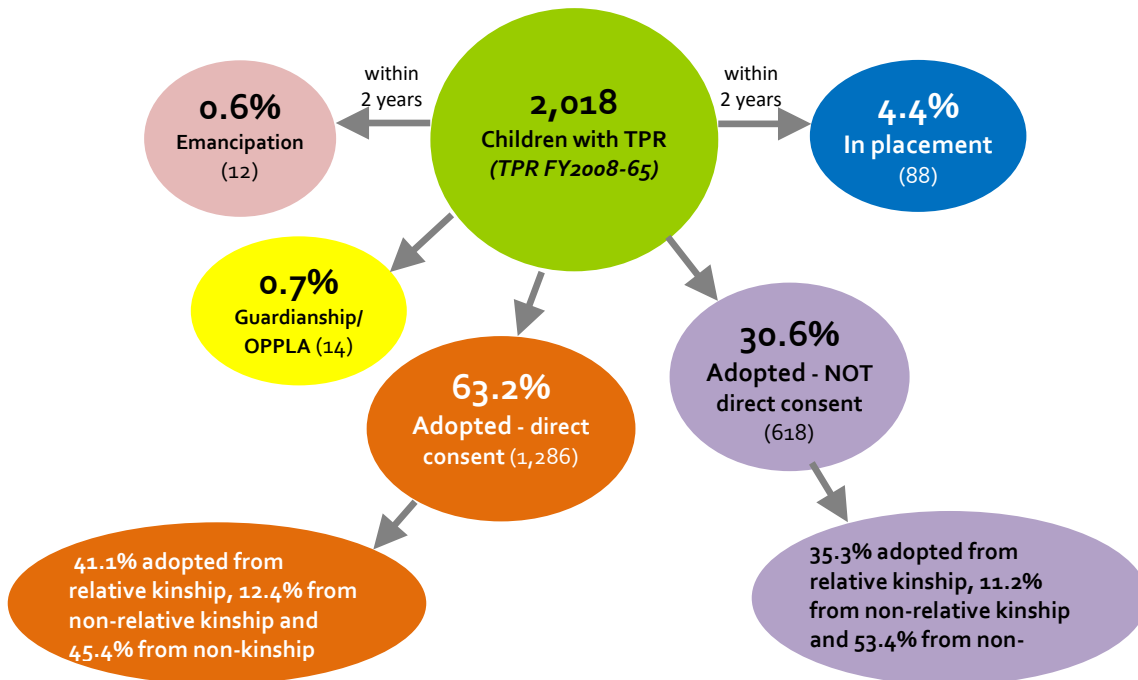 within
2 years
0.6%
Emancipation
(12)
2,018
Children with TPR
(TPR FY2008-65)
within
2 years
4.4%
In placement
(88)
0.7%
Guardianship/
OPPLA (14)
63.2%
Adopted - direct
consent (1,286)
30.6%
Adopted - NOT
direct consent
(618)
41.1% adopted from
relative kinship, 12.4% from
non-relative kinship and
45.4% from non-kinship
35.3% adopted from
relative kinship, 11.2%
from non-relative kinship
and 53.4% from non-